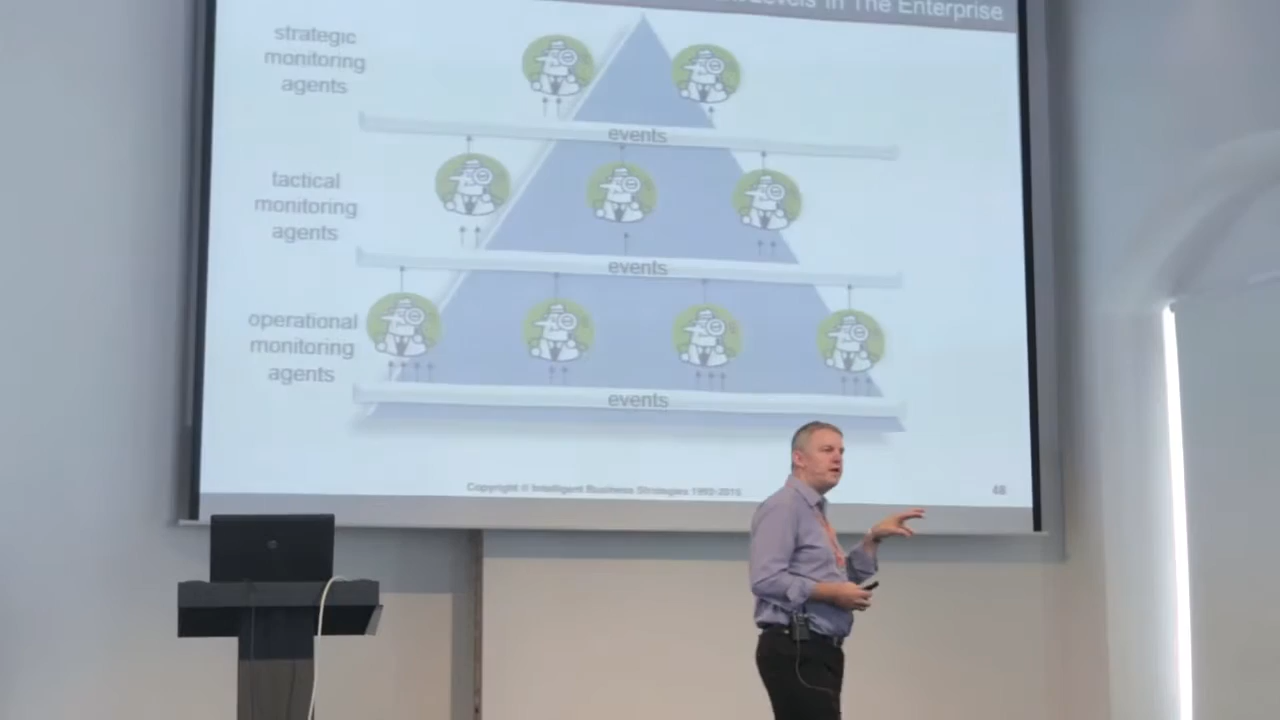 Levels In The Enterprise
strategic
monitoring
agents
events
tactical
monitoring
agents
events
operational
monitoring
agents
events
Copyright © Intelligent Business Strategies 1992-2015
48